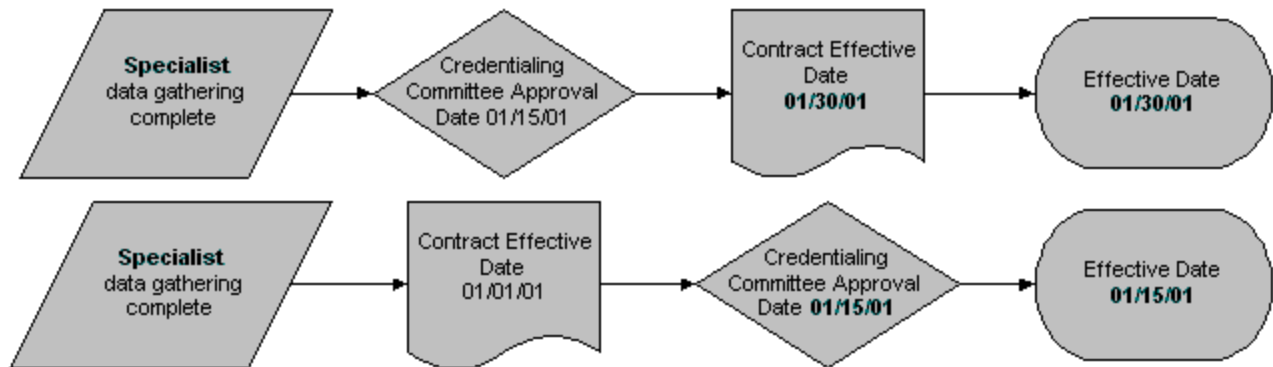 Specialist
data gathering
complete
Credentialing
Committee Approval
Date 01/15/01
Contract Effective
Date
01/30/01
Effective Date
01/30/01
Specialist
data gathering
complete
Contract Effective
Date
01/01/01
Credentialing
Committee Approval
Date 01/15/01
Effective Date
01/15/01